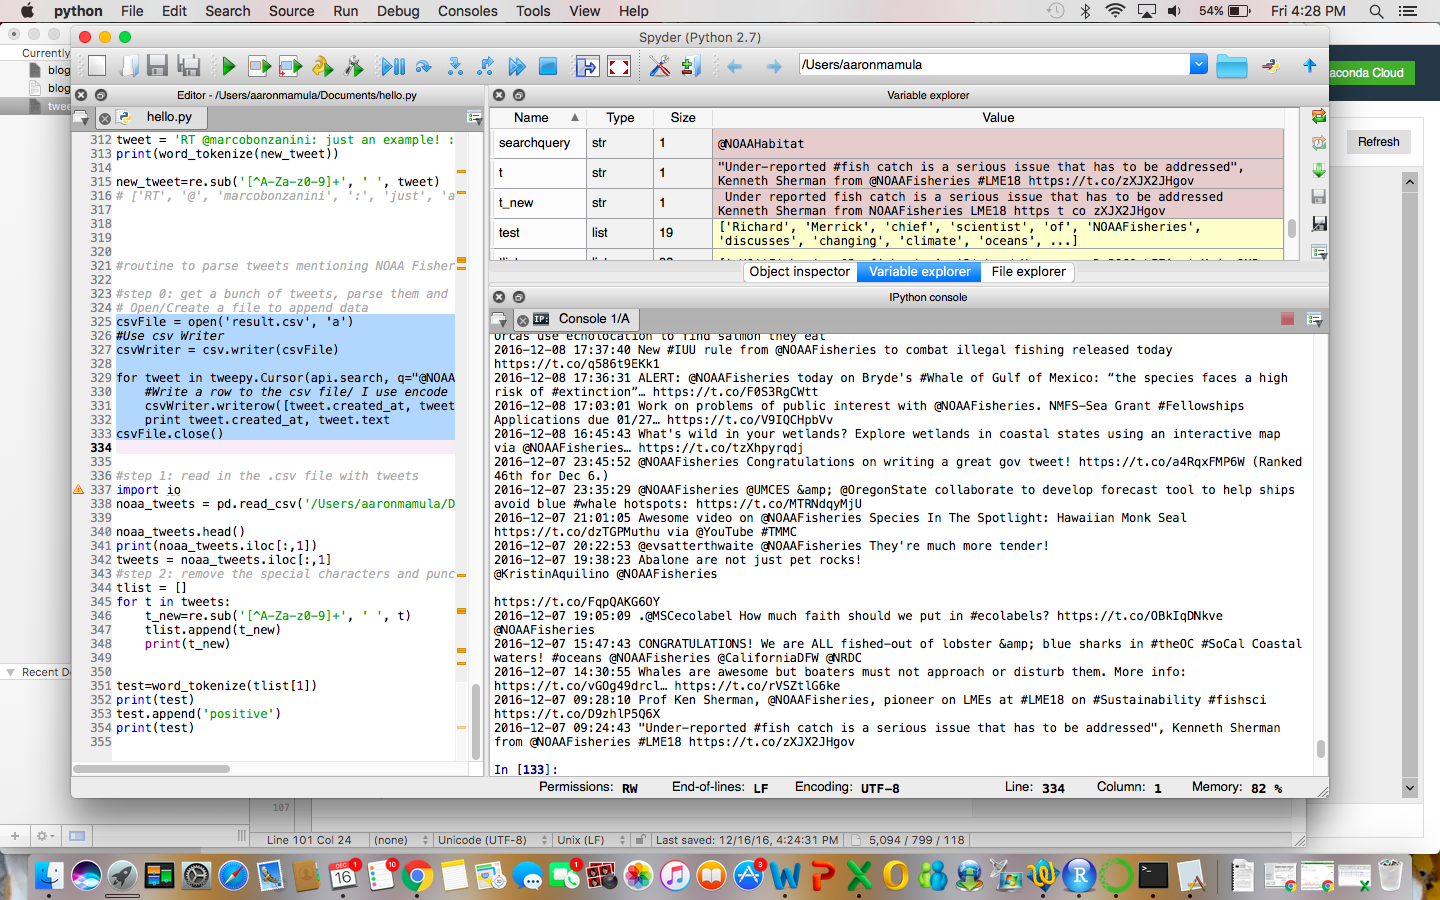 python File Edit Search Source Run Debug Consoles Tools View Help 54% Fri 4:28 PM
Spyder (Python 2.7)
Currently
blog
blog
twee
Recent D
/Users/aaronmamula
aconda Cloud
Refresh
Editor - /Users/aaronmamula/Documents/hello.py
hello.py
312 tweet = 'RT @marcobonzanini: just an example! :
313 print(word_tokenize(new_tweet))
314
315 new_tweet=re.sub('[^A-Za-z0-9]+', ' ', tweet)
316 # ['RT', '@', 'marcobonzanini', ':', 'just', 'a
317
318
319
320
321 #routine to parse tweets mentioning NOAA Fisher
322
323 #step 0: get a bunch of tweets, parse them and
324 # Open/Create a file to append data
325 csvFile = open('result.csv', 'a')
326 #Use csv Writer
327 csvWriter = csv.writer(csvFile)
328
329 for tweet in tweepy.Cursor(api.search, q="@NOA
330     #Write a row to the csv file/ I use encode
331     csvWriter.writerow([tweet.created_at, tweet
332     print tweet.created_at, tweet.text
333 csvFile.close()
334
335
336 #step 1: read in the .csv file with tweets
337 import io
338 noaa_tweets = pd.read_csv('/Users/aaronmamula/D
339
340 noaa_tweets.head()
341 print(noaa_tweets.iloc[:,1])
342 tweets = noaa_tweets.iloc[:,1]
343 #step 2: remove the special characters and punc
344 tlist = []
345 for t in tweets:
346     t_new=re.sub('[^A-Za-z0-9]+', ' ', t)
347     tlist.append(t_new)
348     print(t_new)
349
350
351 test=word_tokenize(tlist[1])
352 print(test)
353 test.append('positive')
354 print(test)
355
Variable explorer
Name Type Size Value
searchquery str 1 @NOAAHabitat
t str 1 "Under-reported #fish catch is a serious issue that has to be addressed",
Kenneth Sherman from @NOAAFisheries #LME18 https://t.co/zXJX2JHgov
t_new str 1 Under reported fish catch is a serious issue that has to be addressed
Kenneth Sherman from NOAAFisheries LME18 https t co zXJX2JHgov
test list 19 ['Richard', 'Merrick', 'chief', 'scientist', 'of', 'NOAAFisheries',
'discusses', 'changing', 'climate', 'oceans', ...]
Object inspector Variable explorer File explorer
IPython console
Console 1/A
Orcas use echolocation to find salmon they eat
2016-12-08 17:37:40 New #IUU rule from @NOAAFisheries to combat illegal fishing released today
https://t.co/q586t9EKk1
2016-12-08 17:36:31 ALERT: @NOAAFisheries today on Bryde's #Whale of Gulf of Mexico: “the species faces a high
risk of #extinction”… https://t.co/F0S3RgCWtt
2016-12-08 17:03:01 Work on problems of public interest with @NOAAFisheries. NMFS-Sea Grant #Fellowships
Applications due 01/27… https://t.co/V9IQCHpbVv
2016-12-08 16:45:43 What's wild in your wetlands? Explore wetlands in coastal states using an interactive map
via @NOAAFisheries… https://t.co/tzXhpyrqdj
2016-12-07 23:45:52 @NOAAFisheries Congratulations on writing a great gov tweet! https://t.co/a4RqxFMP6W (Ranked
46th for Dec 6.)
2016-12-07 23:35:29 @NOAAFisheries @UMCES &amp; @OregonState collaborate to develop forecast tool to help ships
avoid blue #whale hotspots: https://t.co/MTRNdqyMjU
2016-12-07 21:01:05 Awesome video on @NOAAFisheries Species In The Spotlight: Hawaiian Monk Seal
https://t.co/dzTGPMuthu via @YouTube #TMMC
2016-12-07 20:22:53 @evsatterthwaite @NOAAFisheries They're much more tender!
2016-12-07 19:38:23 Abalone are not just pet rocks!
@KristinAquilino @NOAAFisheries
https://t.co/FqpQAKG6OY
2016-12-07 19:05:09 .@MSCecolabel How much faith should we put in #ecolabels? https://t.co/OBkIqDNkve
@NOAAFisheries
2016-12-07 15:47:43 CONGRATULATIONS! We are ALL fished-out of lobster &amp; blue sharks in #theOC #SoCal Coastal
waters! #oceans @NOAAFisheries @CaliforniaDFW @NRDC
2016-12-07 14:30:55 Whales are awesome but boaters must not approach or disturb them. More info:
https://t.co/vGOg49drcl… https://t.co/rVSZtlG6ke
2016-12-07 09:28:10 Prof Ken Sherman, @NOAAFisheries, pioneer on LMEs at #LME18 on #Sustainability #fishsci
https://t.co/D9zhlP5Q6X
2016-12-07 09:24:43 "Under-reported #fish catch is a serious issue that has to be addressed", Kenneth Sherman
from @NOAAFisheries #LME18 https://t.co/zXJX2JHgov
In [133]:
Permissions: RW End-of-lines: LF Encoding: UTF-8 Line: 334 Column: 1 Memory: 82 %
107
Line 101 Col 24 (none) Unicode (UTF-8) Unix (LF) Last saved: 12/16/16, 4:24:31 PM 5,094 / 799 / 118
DEC 16 1 10 1 3